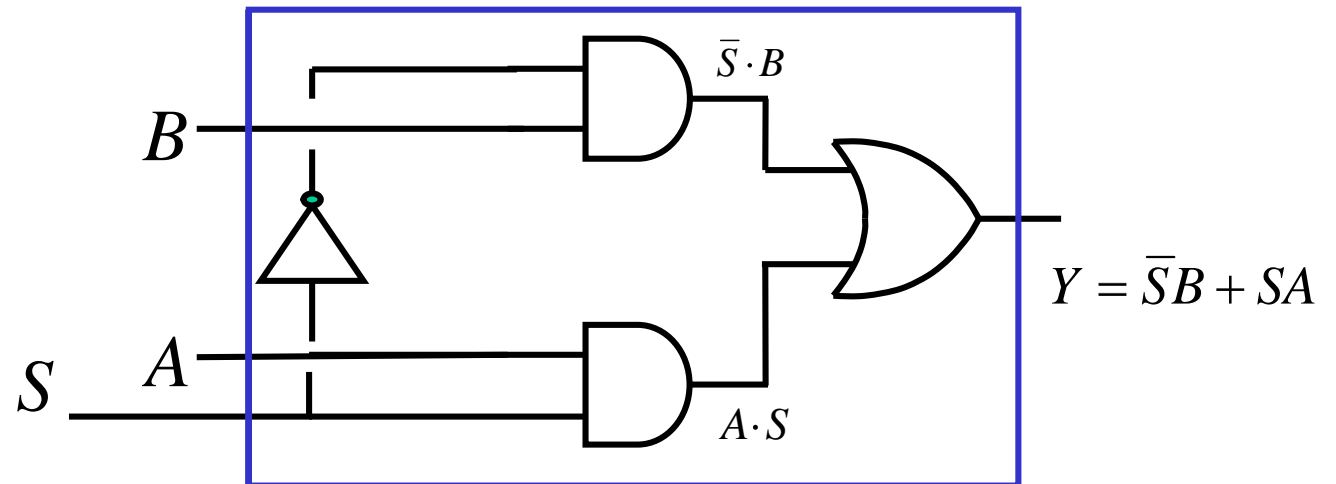 S̅ · B
B
Y = S̅B + SA
A
S
A · S